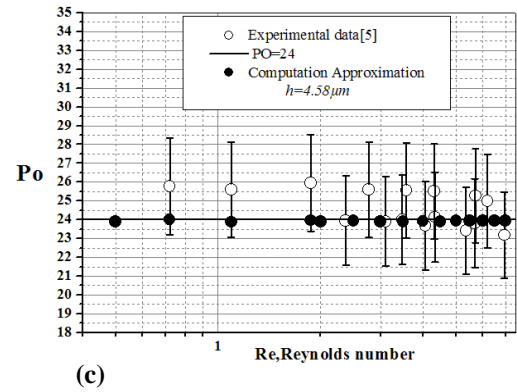 35
34
33
32
31
30
29
28
27
26
25
24
23
22
21
20
19
18
Po
Experimental data[5]
PO=24
Computation Approximation
h=4.58μm
1
Re,Reynolds number
(c)